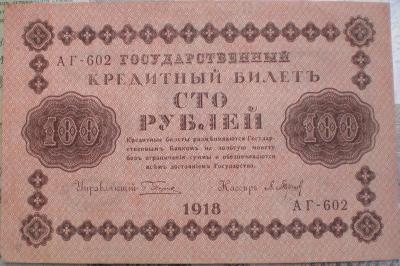 АГ-602 ГОСУДАРСТВЕННЫЙ
КРЕДИТНЫЙ БИЛЕТЪ
СТО
РУБЛЕЙ
100 100
Кредитные билеты размѣниваются Государ-
ственнымъ Банкомъ на золотую монету
безъ ограниченія суммы и обезпечиваются
всѣмъ достояніемъ Государства.
Управляющій
Кассиръ
1918
АГ-602